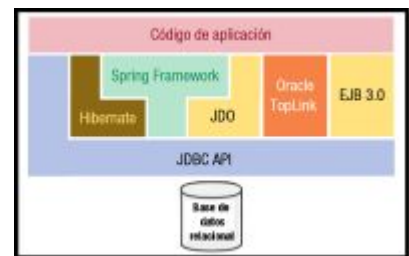 Código de aplicación
Spring Framework
Oracle
TopLink
EJB 3.0
Hibernate
JDO
JDBC API
Base de
datos
relacional